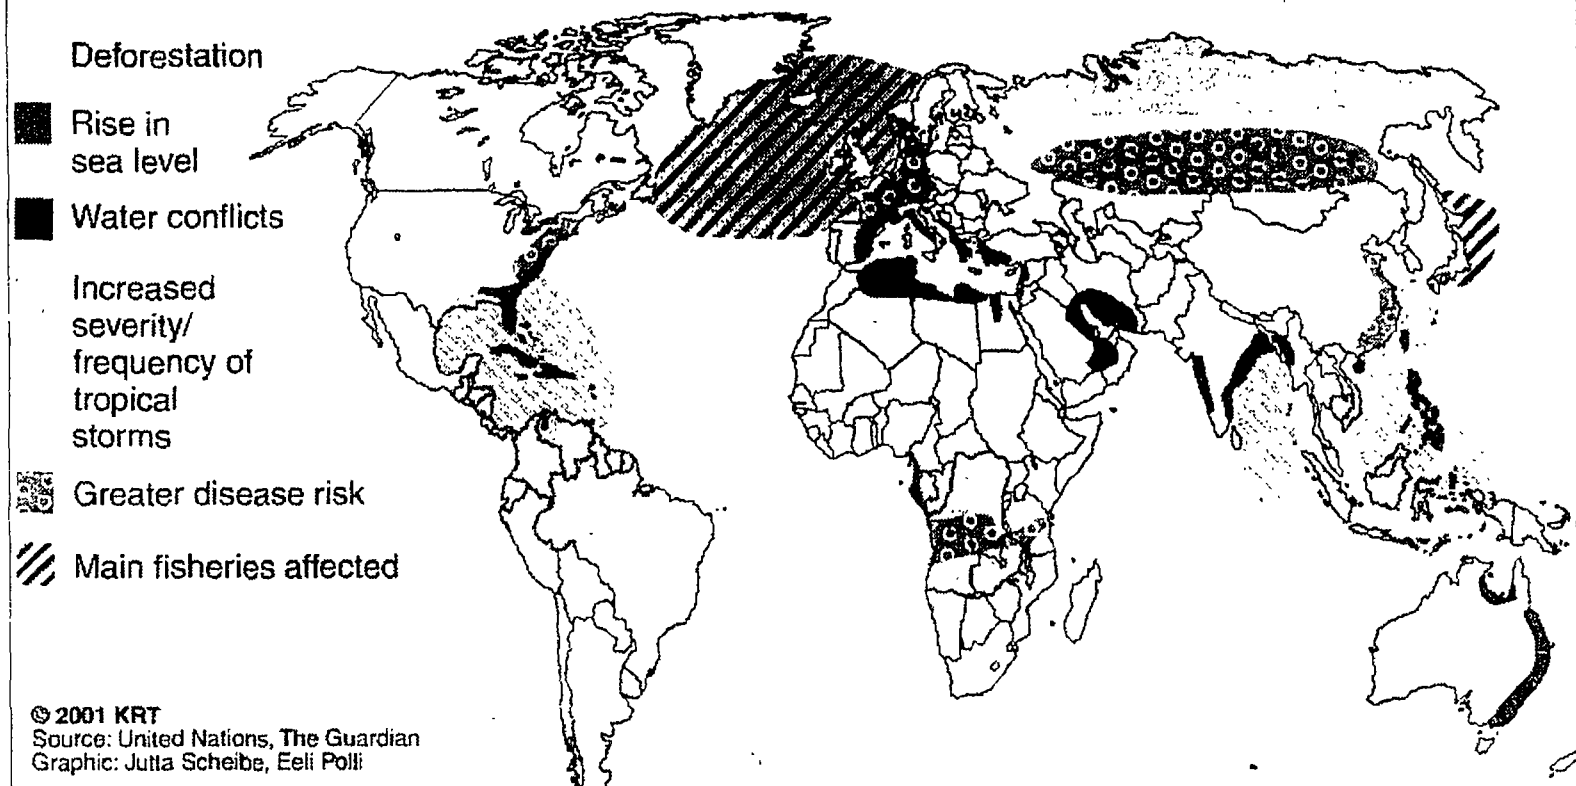 Deforestation
Rise in
sea level
Water conflicts
Increased
severity/
frequency of
tropical
storms
Greater disease risk
Main fisheries affected
© 2001 KRT
Source: United Nations, The Guardian
Graphic: Jutta Scheibe, Eeli Polli